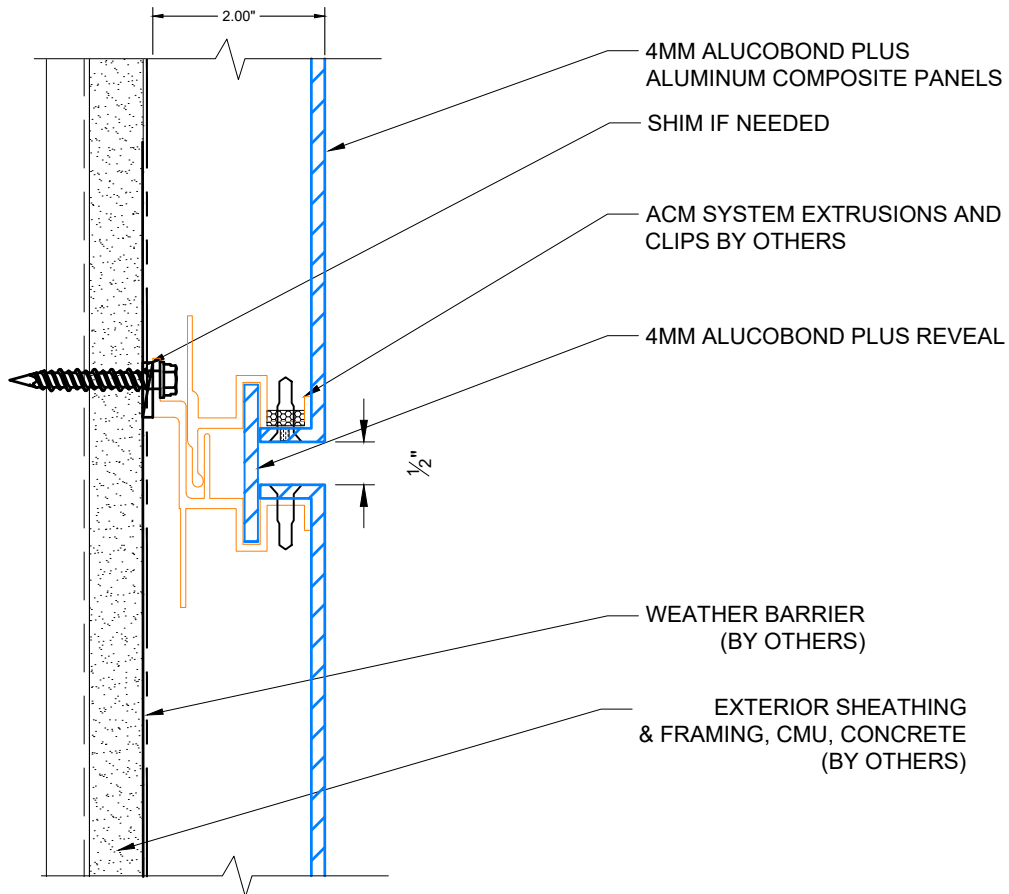 2.00"
4MM ALUCOBOND PLUS
ALUMINUM COMPOSITE PANELS
SHIM IF NEEDED
ACM SYSTEM EXTRUSIONS AND
CLIPS BY OTHERS
4MM ALUCOBOND PLUS REVEAL
½"
WEATHER BARRIER
(BY OTHERS)
EXTERIOR SHEATHING
& FRAMING, CMU, CONCRETE
(BY OTHERS)